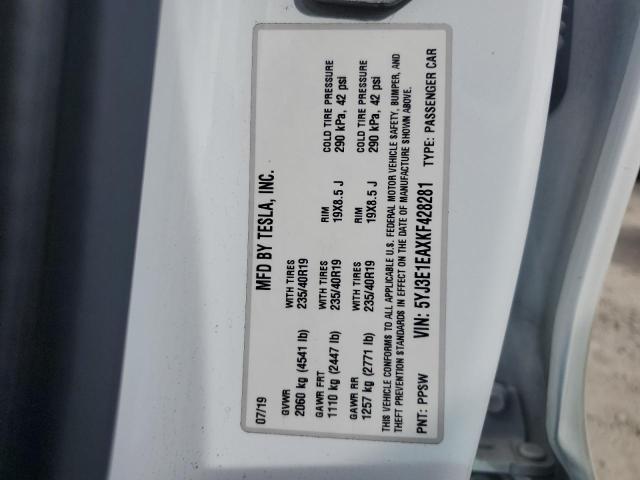 07/19 MFD BY TESLA, INC.
GVWR WITH TIRES RIM COLD TIRE PRESSURE
2060 kg (4541 lb) 235/40R19 19X8.5 J 290 kPa, 42 psi
GAWR FRT WITH TIRES RIM COLD TIRE PRESSURE
1110 kg (2447 lb) 235/40R19 19X8.5 J 290 kPa, 42 psi
GAWR RR WITH TIRES
1257 kg (2771 lb) 235/40R19
THIS VEHICLE CONFORMS TO ALL APPLICABLE U.S. FEDERAL MOTOR VEHICLE SAFETY, BUMPER, AND
THEFT PREVENTION STANDARDS IN EFFECT ON THE DATE OF MANUFACTURE SHOWN ABOVE.
PNT: PPSW VIN: 5YJ3E1EAXKF428281 TYPE: PASSENGER CAR